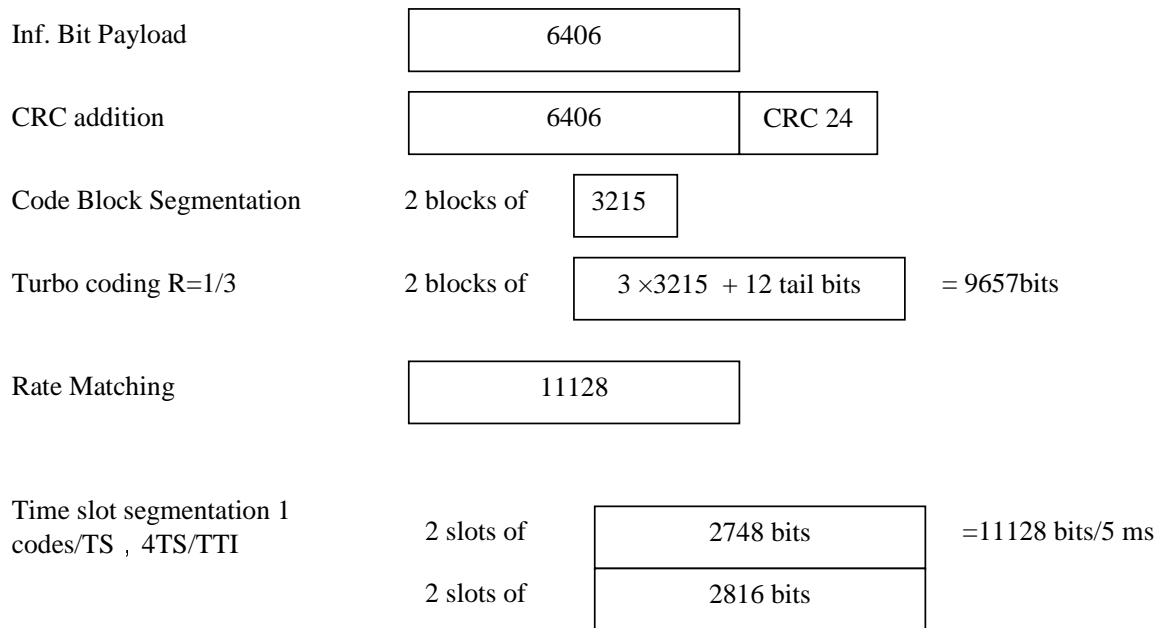 Inf. Bit Payload 6406
CRC addition 6406 CRC 24
Code Block Segmentation 2 blocks of 3215
Turbo coding R=1/3 2 blocks of 3 ×3215 + 12 tail bits = 9657bits
Rate Matching 11128
Time slot segmentation 1
codes/TS , 4TS/TTI 2 slots of 2748 bits =11128 bits/5 ms
2 slots of 2816 bits